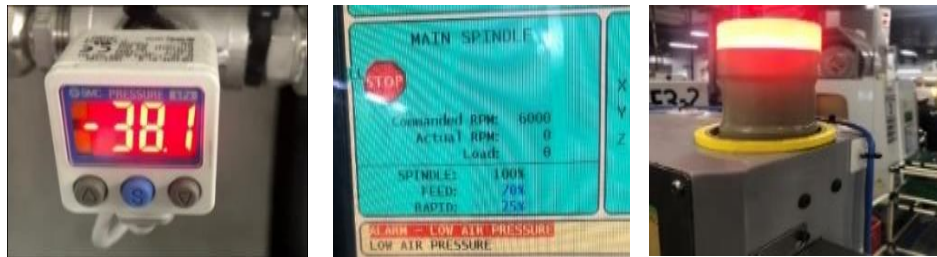 SMC PRESSURE
-38.1
S
MAIN SPINDLE
STOP
Commanded RPM: 6000
Actual RPM: 0
Load: 0
SPINDLE: 100%
FEED: 70%
RAPID: 25%
ALARM - LOW AIR PRESSURE
LOW AIR PRESSURE
X
Y
Z